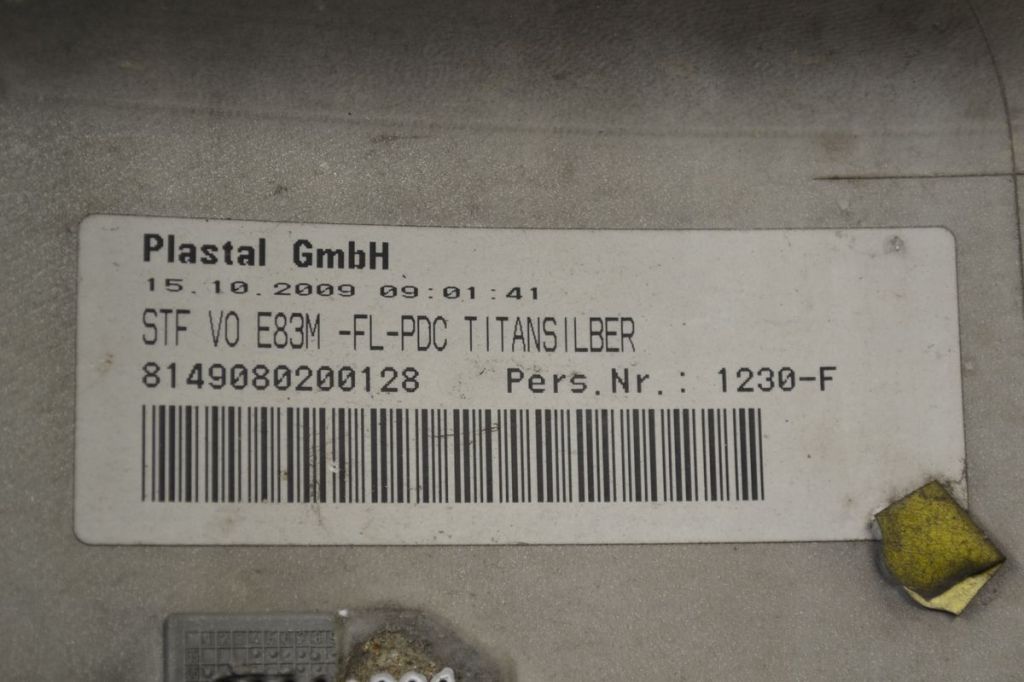 Plastal GmbH
15.10.2009 09:01:41
STF VO E83M -FL-PDC TITANSILBER
8149080200128 Pers.Nr.: 1230-F